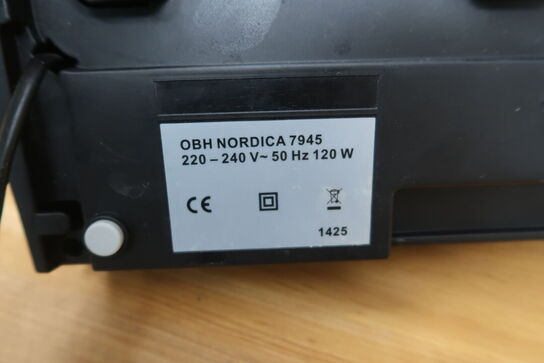 OBH NORDICA 7945
220 – 240 V~ 50 Hz 120 W
CE
1425